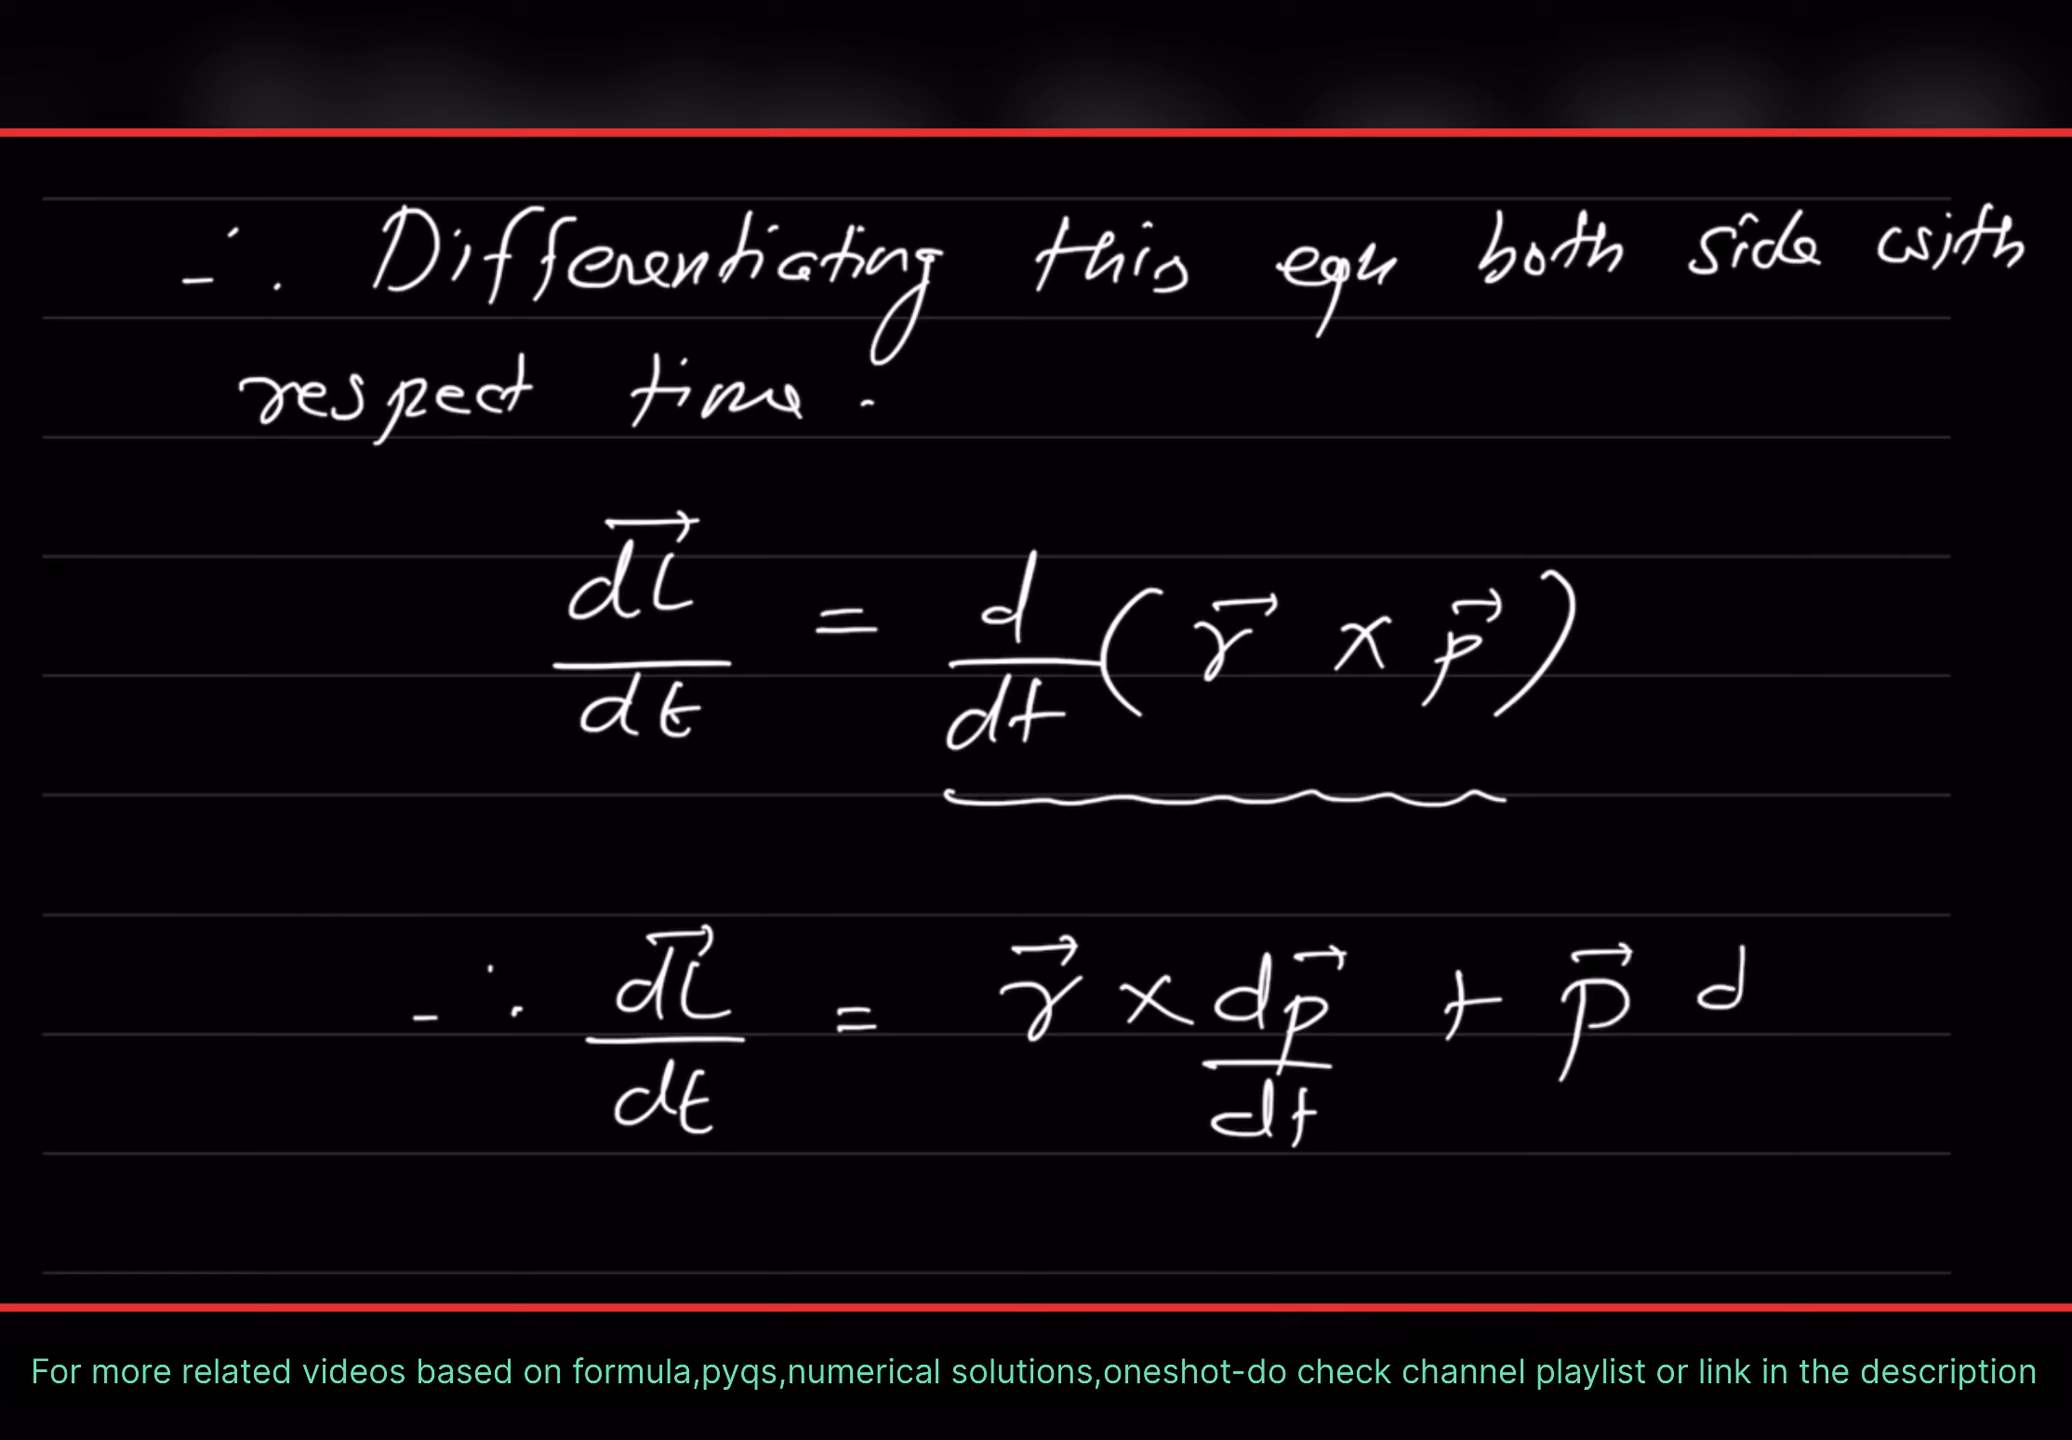 ∴ Differentiating this eqn both side with
respect time.
dL⃗/dt = d/dt (r⃗ × p⃗)
∴ dL⃗/dt = r⃗ × dp⃗/dt + p⃗ d
For more related videos based on formula,pyqs,numerical solutions,oneshot-do check channel playlist or link in the description